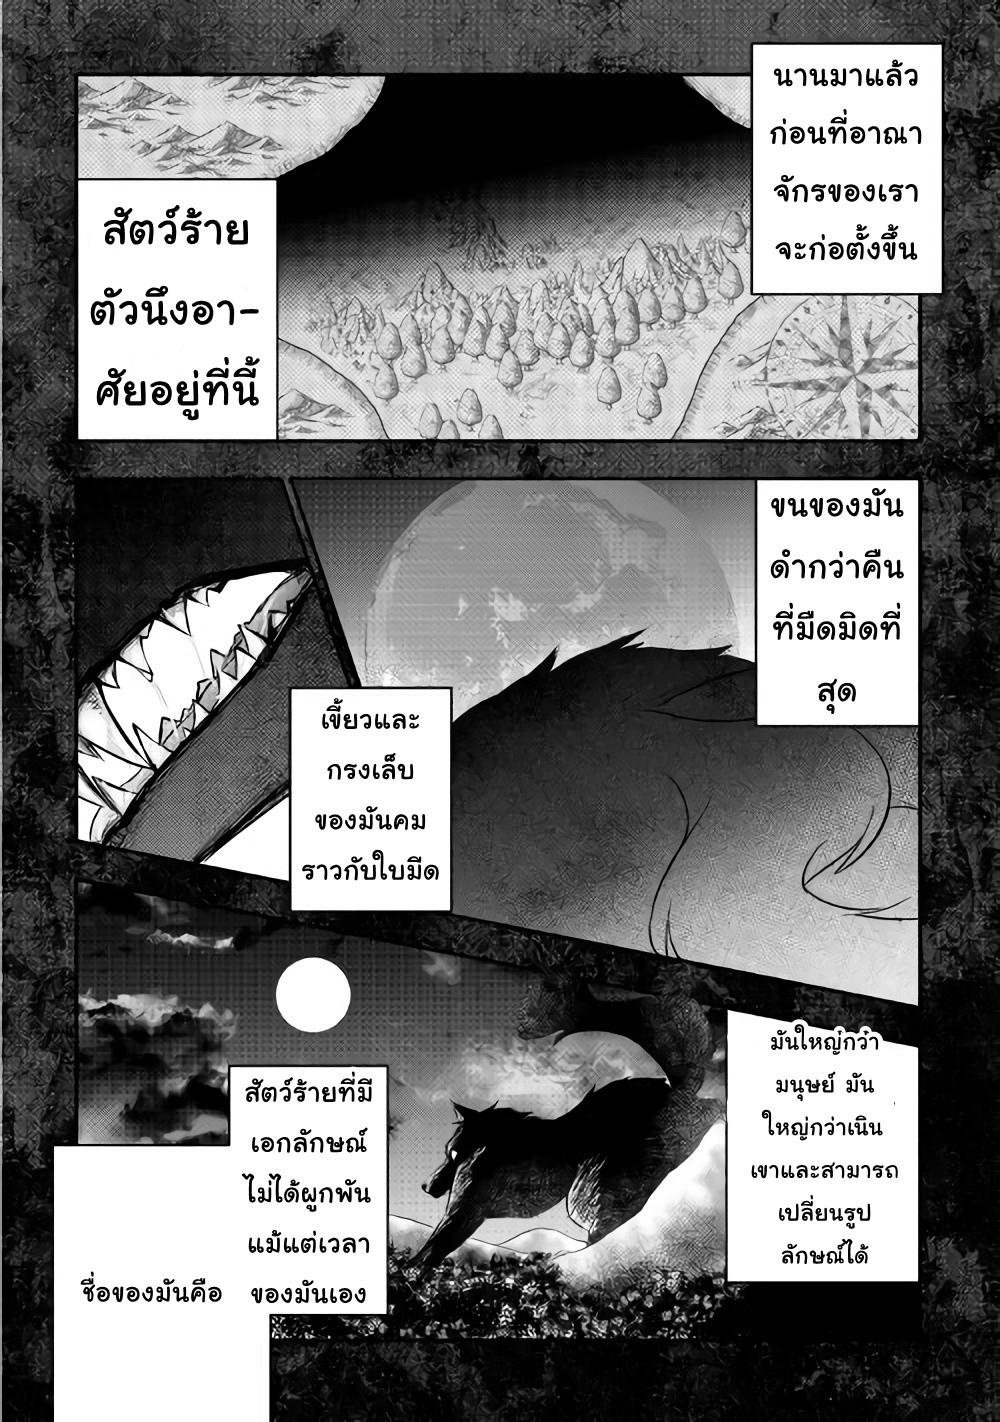 นานมาแล้ว
ก่อนที่อาณา
จักรของเรา
จะก่อตั้งขึ้น
สัตว์ร้าย
ตัวนึงอา-
ศัยอยู่ที่นี้
ขนของมัน
ดำกว่าคืน
ที่มืดมิดที่
สุด
เขี้ยวและ
กรงเล็บ
ของมันคม
ราวกับใบมีด
มันใหญ่กว่า
มนุษย์ มัน
ใหญ่กว่าเนิน
เขาและสามารถ
เปลี่ยนรูป
ลักษณ์ได้
สัตว์ร้ายที่มี
เอกลักษณ์
ไม่ได้ผูกพัน
แม้แต่เวลา
ของมันเอง
ชื่อของมันคือ